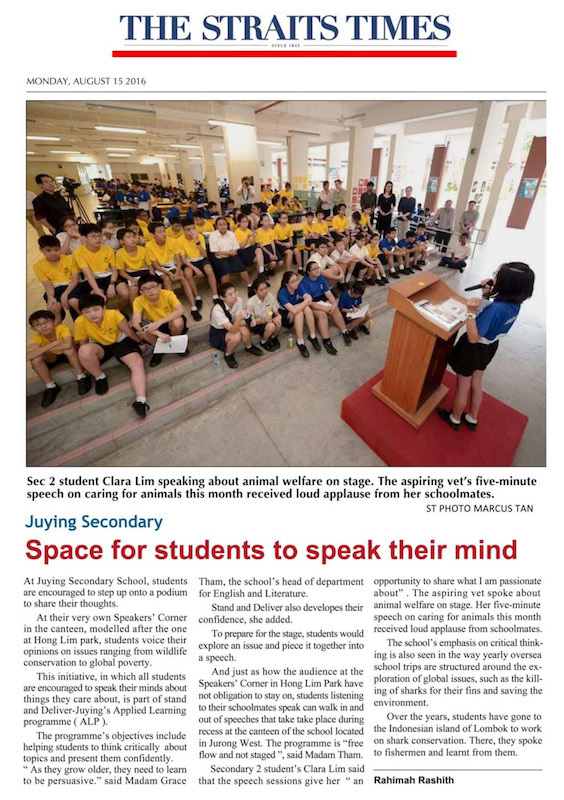 THE STRAITS TIMES
SINCE 1845
MONDAY, AUGUST 15 2016
Sec 2 student Clara Lim speaking about animal welfare on stage. The aspiring vet's five-minute
speech on caring for animals this month received loud applause from her schoolmates.
ST PHOTO MARCUS TAN
Juying Secondary
Space for students to speak their mind
At Juying Secondary School, students
are encouraged to step up onto a podium
to share their thoughts.
At their very own Speakers' Corner
in the canteen, modelled after the one
at Hong Lim park, students voice their
opinions on issues ranging from wildlife
conservation to global poverty.
This initiative, in which all students
are encouraged to speak their minds about
things they care about, is part of stand
and Deliver-Juying's Applied Learning
programme ( ALP ).
The programme's objectives include
helping students to think critically about
topics and present them confidently.
" As they grow older, they need to learn
to be persuasive." said Madam Grace
Tham, the school's head of department
for English and Literature.
Stand and Deliver also developes their
confidence, she added.
To prepare for the stage, students would
explore an issue and piece it together into
a speech.
And just as how the audience at the
Speakers' Corner in Hong Lim Park have
not obligation to stay on, students listening
to their schoolmates speak can walk in and
out of speeches that take take place during
recess at the canteen of the school located
in Jurong West. The programme is "free
flow and not staged ", said Madam Tham.
Secondary 2 student's Clara Lim said
that the speech sessions give her " an
opportunity to share what I am passionate
about" . The aspiring vet spoke about
animal welfare on stage. Her five-minute
speech on caring for animals this month
received loud applause from schoolmates.
The school's emphasis on critical think-
ing is also seen in the way yearly oversea
school trips are structured around the ex-
ploration of global issues, such as the kill-
ing of sharks for their fins and saving the
environment.
Over the years, students have gone to
the Indonesian island of Lombok to work
on shark conservation. There, they spoke
to fishermen and learnt from them.
Rahimah Rashith